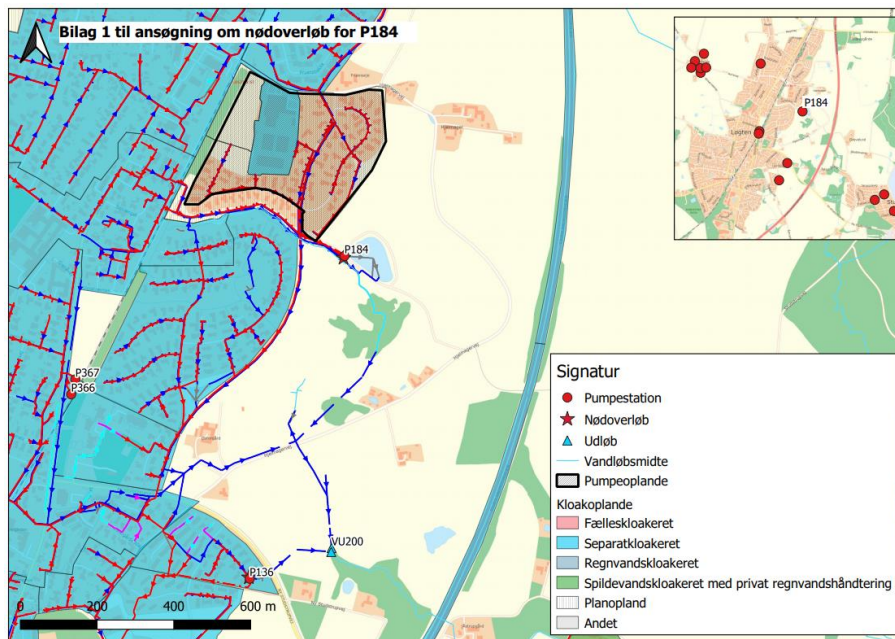 Bilag 1 til ansøgning om nødoverløb for P184
P184
Løgten
P184
P367
P366
VU200
P136
0 200 400 600 m
Signatur
Pumpestation
Nødoverløb
Udløb
Vandløbsmidte
Pumpeoplande
Kloakoplande
Fælleskloakeret
Separatkloakeret
Regnvandskloakeret
Spildevandskloakeret med privat regnvandshåndtering
Planopland
Andet